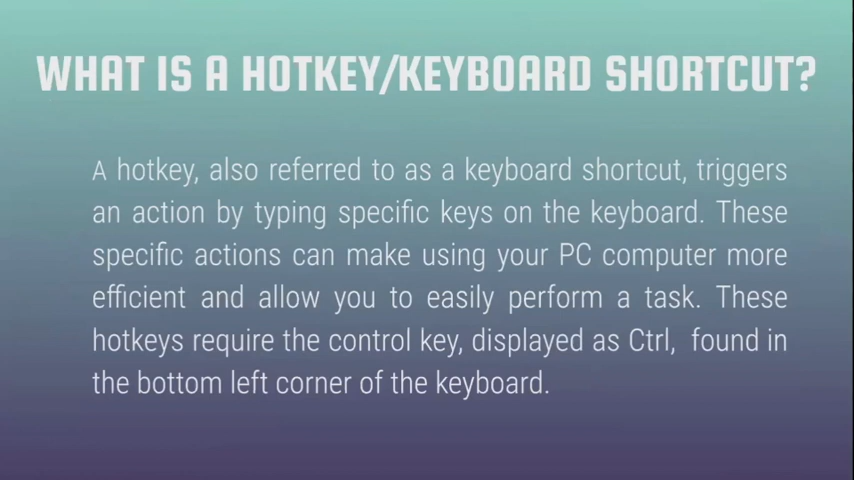 WHAT IS A HOTKEY/KEYBOARD SHORTCUT?
A hotkey, also referred to as a keyboard shortcut, triggers
an action by typing specific keys on the keyboard. These
specific actions can make using your PC computer more
efficient and allow you to easily perform a task. These
hotkeys require the control key, displayed as Ctrl, found in
the bottom left corner of the keyboard.